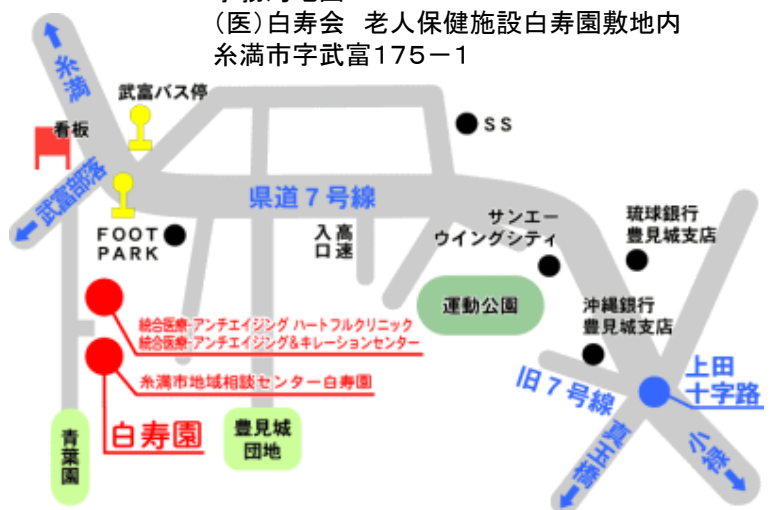 (医)白寿会 老人保健施設白寿園敷地内
糸満市字武富175－1
糸満
武富バス停
看板
SS
武富部落
県道7号線
FOOT
PARK
高速
入口
サンエー
ウイングシティ
琉球銀行
豊見城支店
運動公園
沖縄銀行
豊見城支店
統合医療・アンチエイジング ハートフルクリニック
統合医療・アンチエイジング&キレーションセンター
糸満市地域相談センター白寿園
白寿園
青葉園
豊見城
団地
旧7号線
上田
十字路
真玉橋
小禄